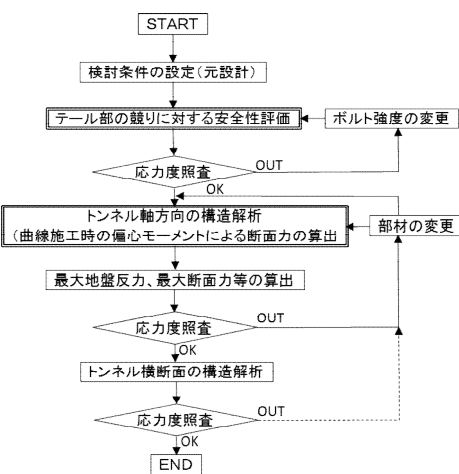 START
検討条件の設定(元設計)
テール部の競りに対する安全性評価
ボルト強度の変更
応力度照査
OUT
OK
トンネル軸方向の構造解析
(曲線施工時の偏心モーメントによる断面力の算出
部材の変更
最大地盤反力、最大断面力等の算出
応力度照査
OUT
OK
トンネル横断面の構造解析
応力度照査
OUT
OK
END